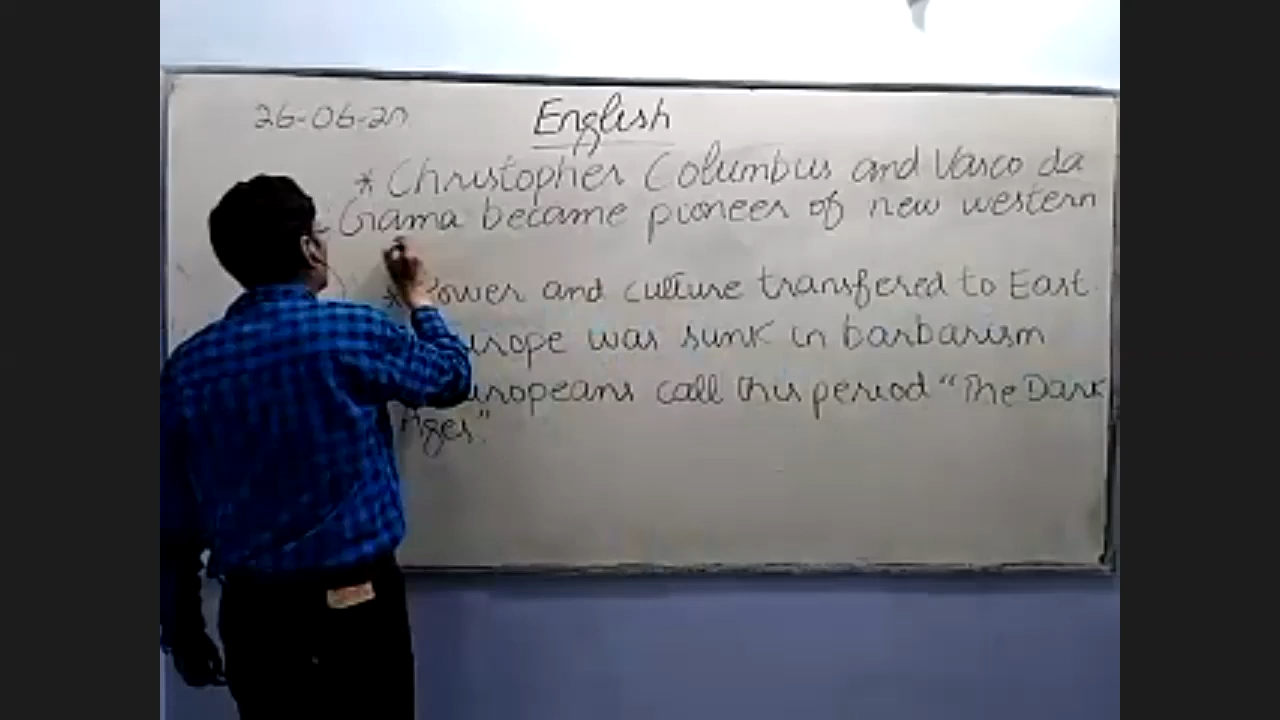 26-06-20 English
* Christopher Columbus and Vasco da
Gama became pioneer of new western
* Power and culture transfered to East.
Europe was sunk in barbarism
Europeans call this period "The Dark
Ages".